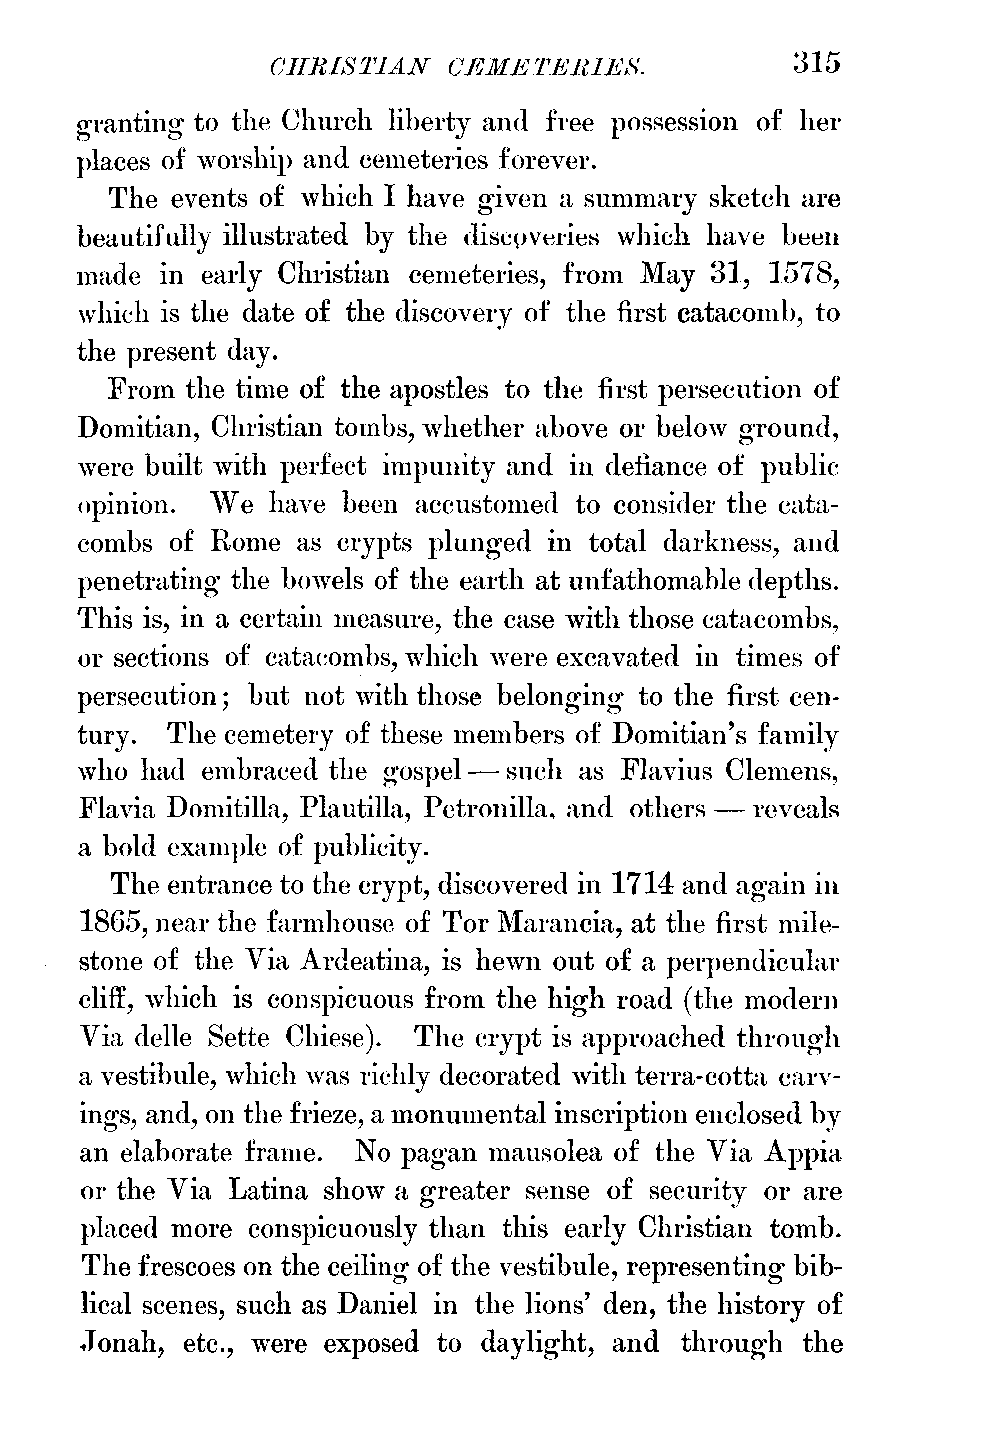 CHRISTIAN CEMETERIES. 315
granting to the Church liberty and free possession of her
places of worship and cemeteries forever.
The events of which I have given a summary sketch are
beautifully illustrated by the discoveries which have been
made in early Christian cemeteries, from May 31, 1578,
which is the date of the discovery of the first catacomb, to
the present day.
From the time of the apostles to the first persecution of
Domitian, Christian tombs, whether above or below ground,
were built with perfect impunity and in defiance of public
opinion. We have been accustomed to consider the cata-
combs of Rome as crypts plunged in total darkness, and
penetrating the bowels of the earth at unfathomable depths.
This is, in a certain measure, the case with those catacombs,
or sections of catacombs, which were excavated in times of
persecution; but not with those belonging to the first cen-
tury. The cemetery of these members of Domitian's family
who had embraced the gospel — such as Flavius Clemens,
Flavia Domitilla, Plautilla, Petronilla, and others — reveals
a bold example of publicity.
The entrance to the crypt, discovered in 1714 and again in
1865, near the farmhouse of Tor Marancia, at the first mile-
stone of the Via Ardeatina, is hewn out of a perpendicular
cliff, which is conspicuous from the high road (the modern
Via delle Sette Chiese). The crypt is approached through
a vestibule, which was richly decorated with terra-cotta carv-
ings, and, on the frieze, a monumental inscription enclosed by
an elaborate frame. No pagan mausolea of the Via Appia
or the Via Latina show a greater sense of security or are
placed more conspicuously than this early Christian tomb.
The frescoes on the ceiling of the vestibule, representing bib-
lical scenes, such as Daniel in the lions' den, the history of
Jonah, etc., were exposed to daylight, and through the